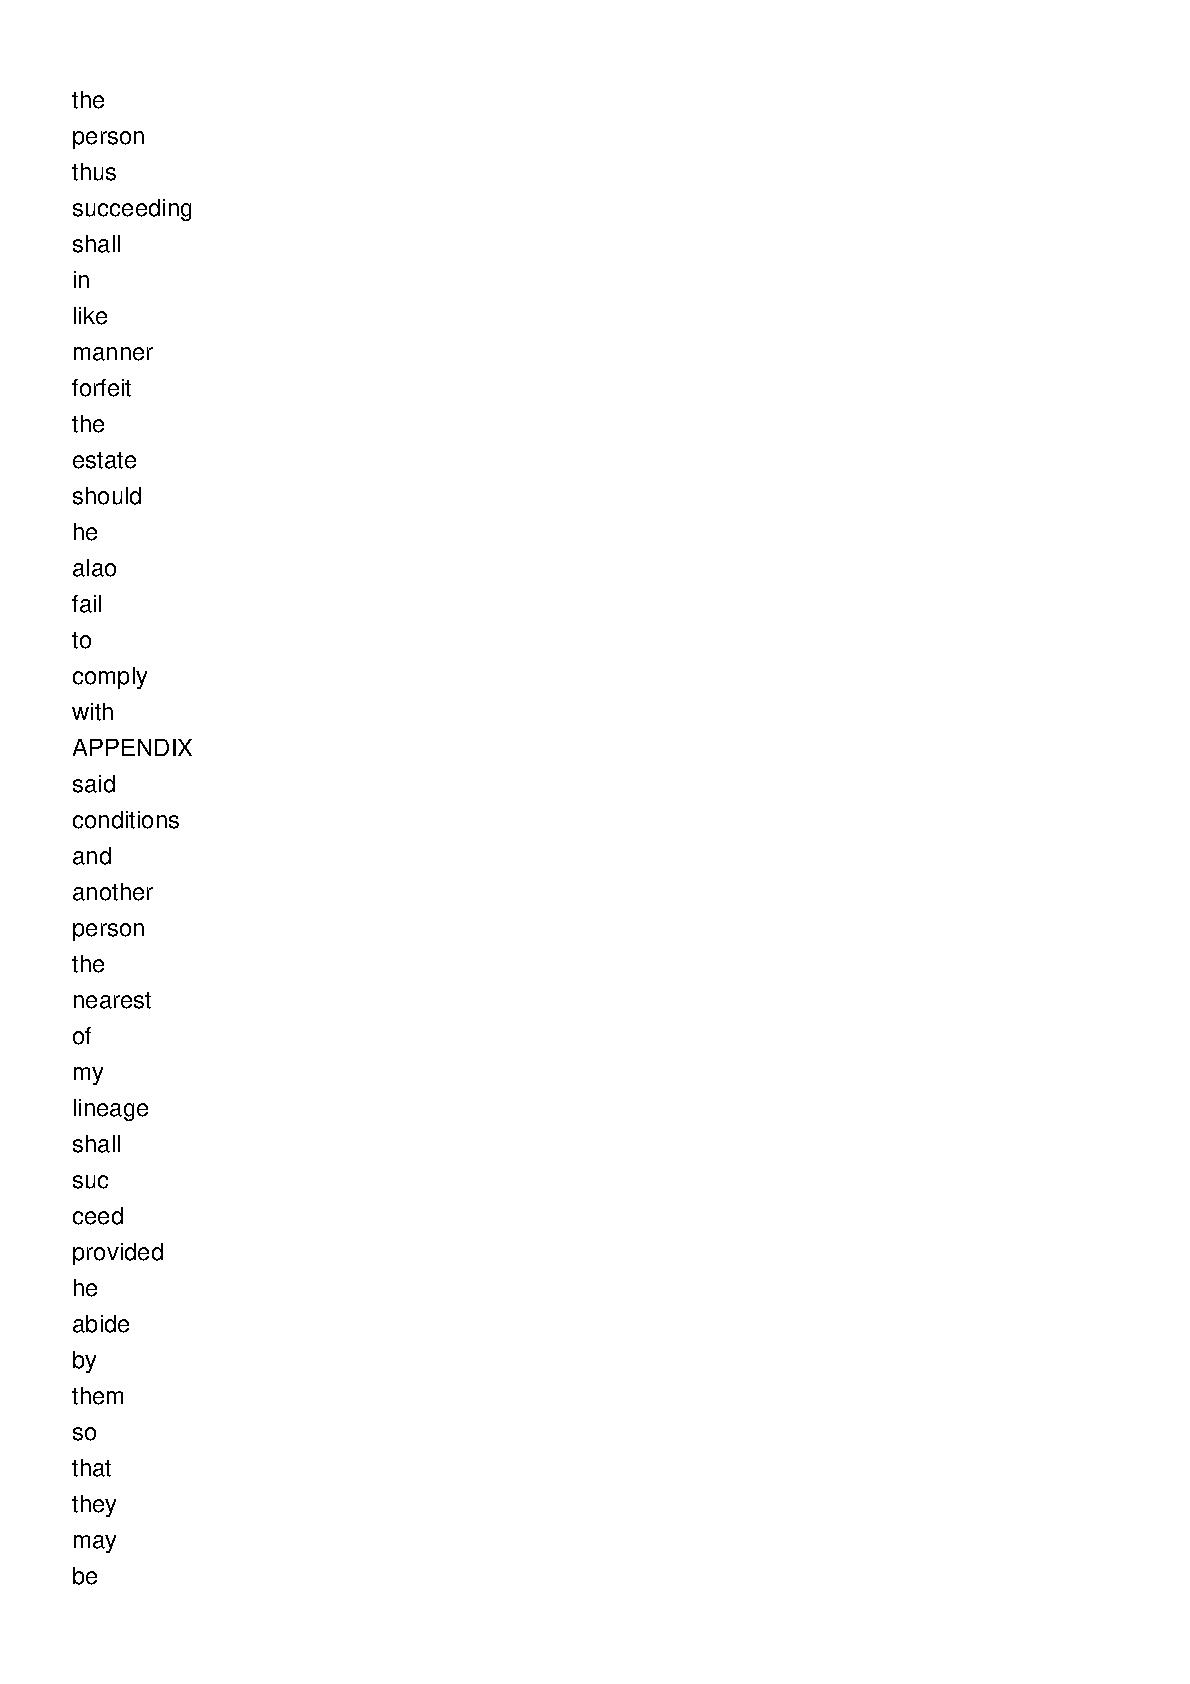 the
person
thus
succeeding
shall
in
like
manner
forfeit
the
estate
should
he
alao
fail
to
comply
with
APPENDIX
said
conditions
and
another
person
the
nearest
of
my
lineage
shall
suc
ceed
provided
he
abide
by
them
so
that
they
may
be